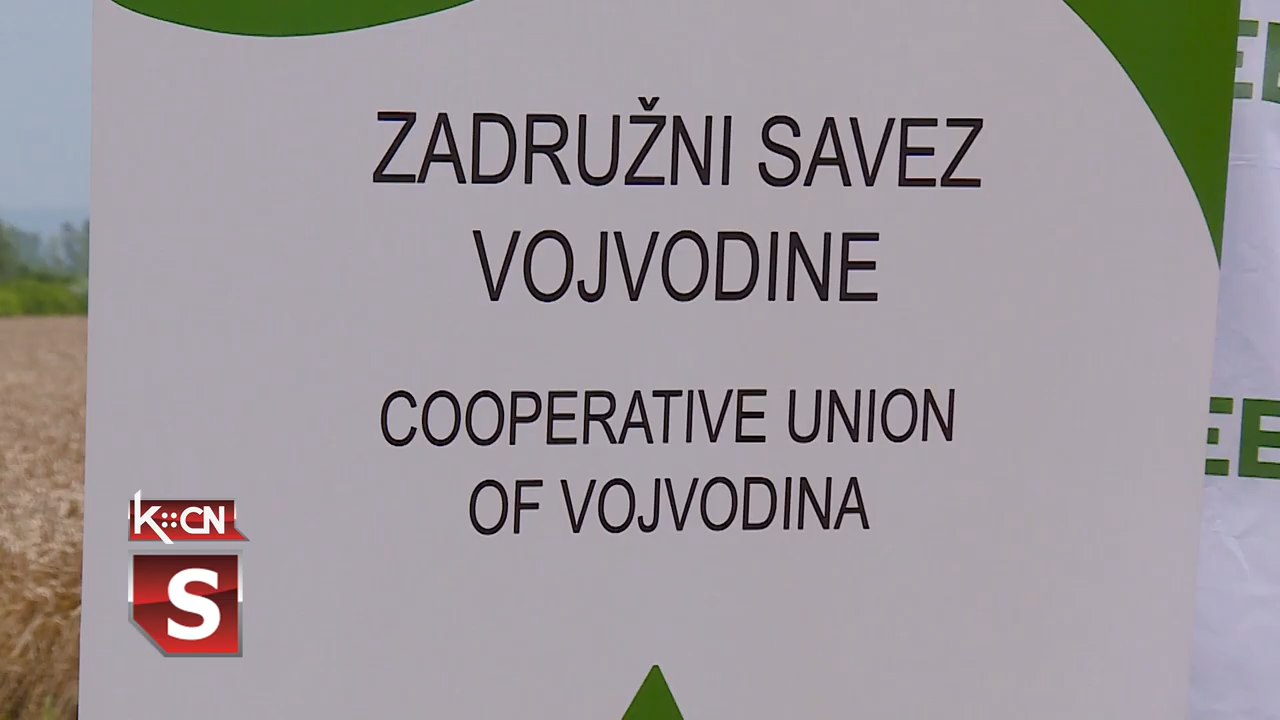 ZADRUŽNI SAVEZ
VOJVODINE
COOPERATIVE UNION
OF VOJVODINA
K::CN
S